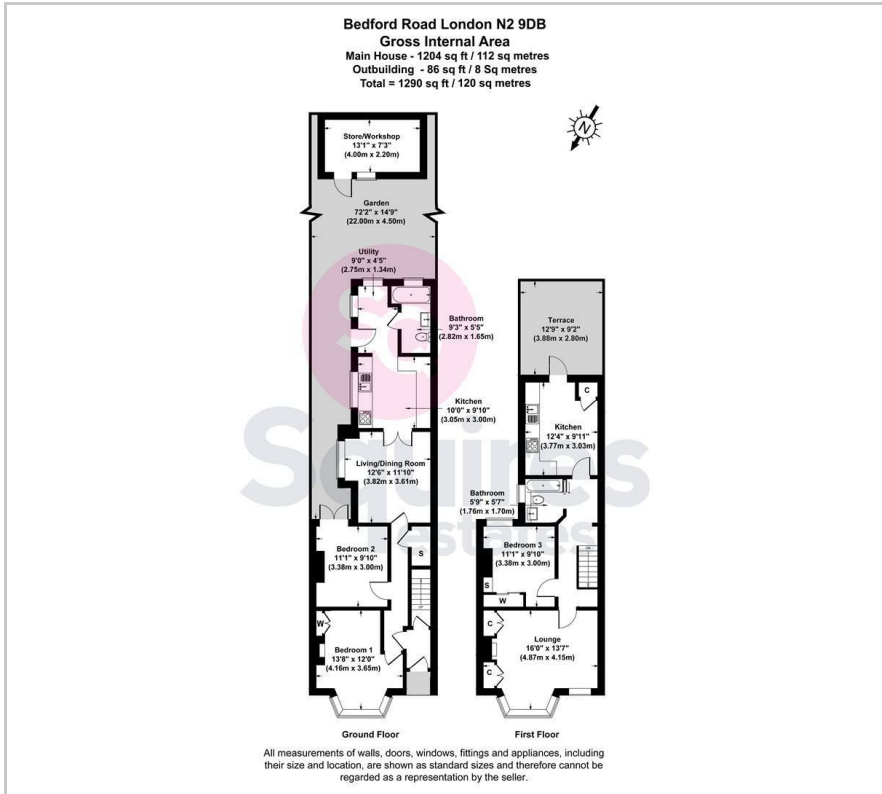 Bedford Road London N2 9DB
Gross Internal Area
Main House - 1204 sq ft / 112 sq metres
Outbuilding - 86 sq ft / 8 Sq metres
Total = 1290 sq ft / 120 sq metres
N
Store/Workshop
13'1" x 7'3"
(4.00m x 2.20m)
Garden
72'2" x 14'9"
(22.00m x 4.50m)
Utility
9'0" x 4'5"
(2.75m x 1.34m)
Bathroom
9'3" x 5'5"
(2.82m x 1.65m)
Kitchen
10'0" x 9'10"
(3.05m x 3.00m)
Living/Dining Room
12'6" x 11'10"
(3.82m x 3.61m)
S
Bedroom 2
11'1" x 9'10"
(3.38m x 3.00m)
W
Bedroom 1
13'8" x 12'0"
(4.16m x 3.65m)
Ground Floor
Terrace
12'9" x 9'2"
(3.88m x 2.80m)
C
Kitchen
12'4" x 9'11"
(3.77m x 3.03m)
Bathroom
5'9" x 5'7"
(1.76m x 1.70m)
Bedroom 3
11'1" x 9'10"
(3.38m x 3.00m)
S
W
C
Lounge
16'0" x 13'7"
(4.87m x 4.15m)
C
First Floor
SQ
Squires
estates
All measurements of walls, doors, windows, fittings and appliances, including
their size and location, are shown as standard sizes and therefore cannot be
regarded as a representation by the seller.